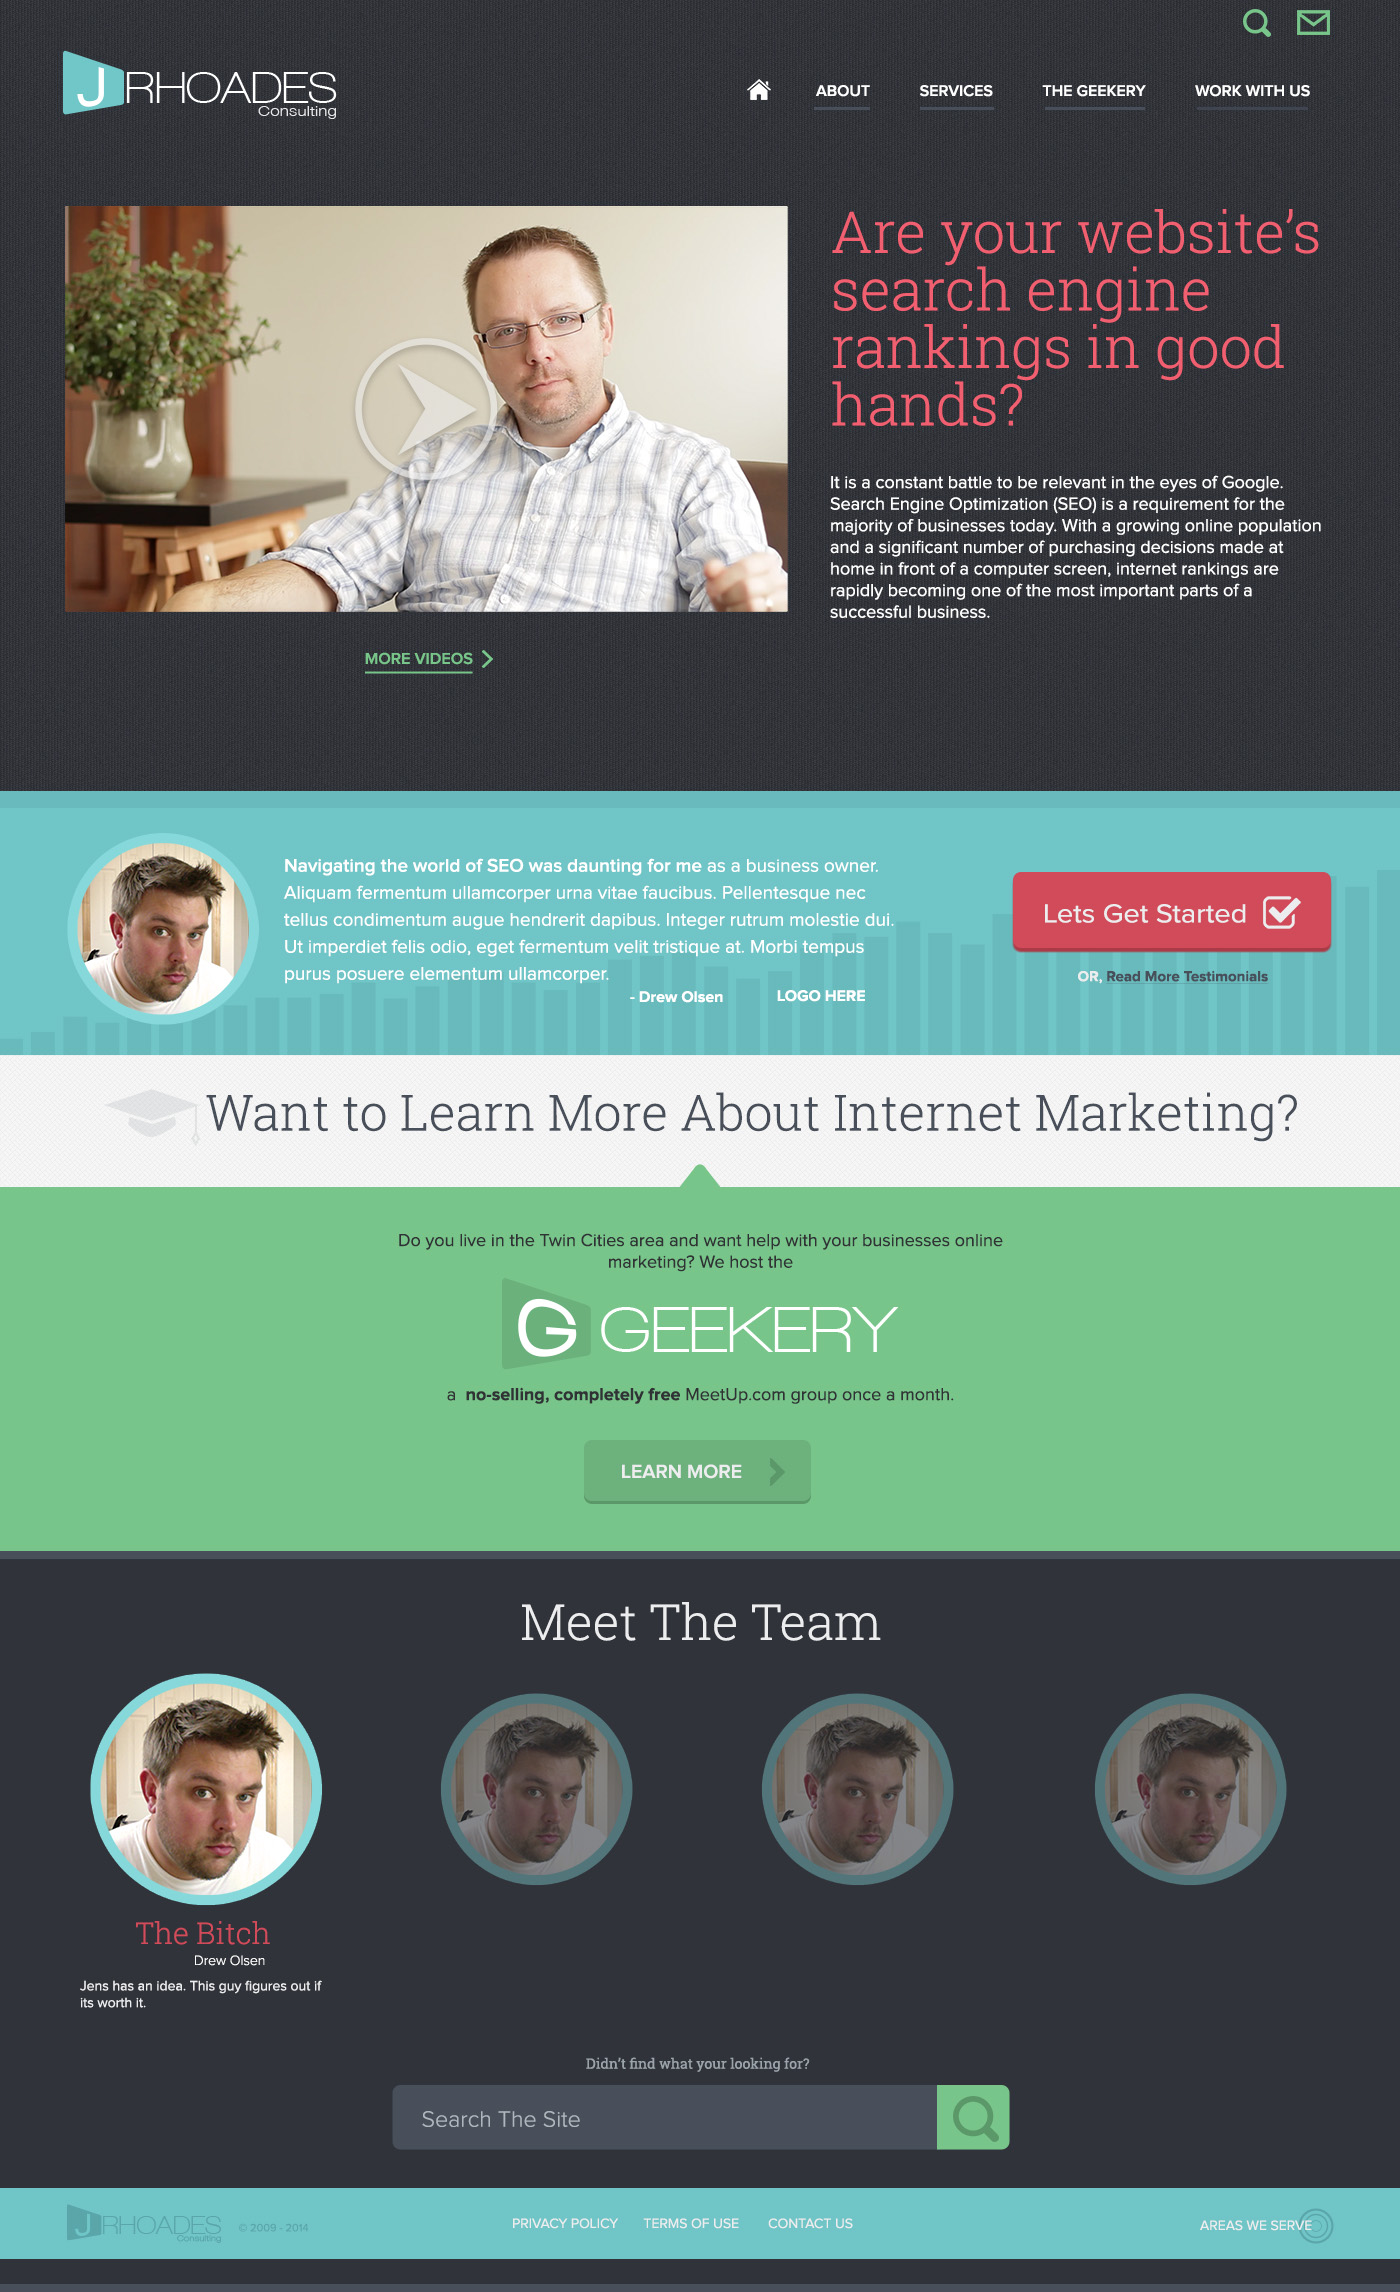 JRHOADES
Consulting
ABOUT
SERVICES
THE GEEKERY
WORK WITH US
Are your website’s
search engine
rankings in good
hands?
It is a constant battle to be relevant in the eyes of Google.
Search Engine Optimization (SEO) is a requirement for the
majority of businesses today. With a growing online population
and a significant number of purchasing decisions made at
home in front of a computer screen, internet rankings are
rapidly becoming one of the most important parts of a
successful business.
MORE VIDEOS
Navigating the world of SEO was daunting for me as a business owner.
Aliquam fermentum ullamcorper urna vitae faucibus. Pellentesque nec
tellus condimentum augue hendrerit dapibus. Integer rutrum molestie dui.
Ut imperdiet felis odio, eget fermentum velit tristique at. Morbi tempus
purus posuere elementum ullamcorper.
- Drew Olsen
LOGO HERE
Lets Get Started
OR, Read More Testimonials
Want to Learn More About Internet Marketing?
Do you live in the Twin Cities area and want help with your businesses online
marketing? We host the
G GEEKERY
a no-selling, completely free MeetUp.com group once a month.
LEARN MORE
Meet The Team
The Bitch
Drew Olsen
Jens has an idea. This guy figures out if
its worth it.
Didn’t find what your looking for?
Search The Site
JRHOADES
Consulting
© 2009 - 2014
PRIVACY POLICY
TERMS OF USE
CONTACT US
AREAS WE SERVE